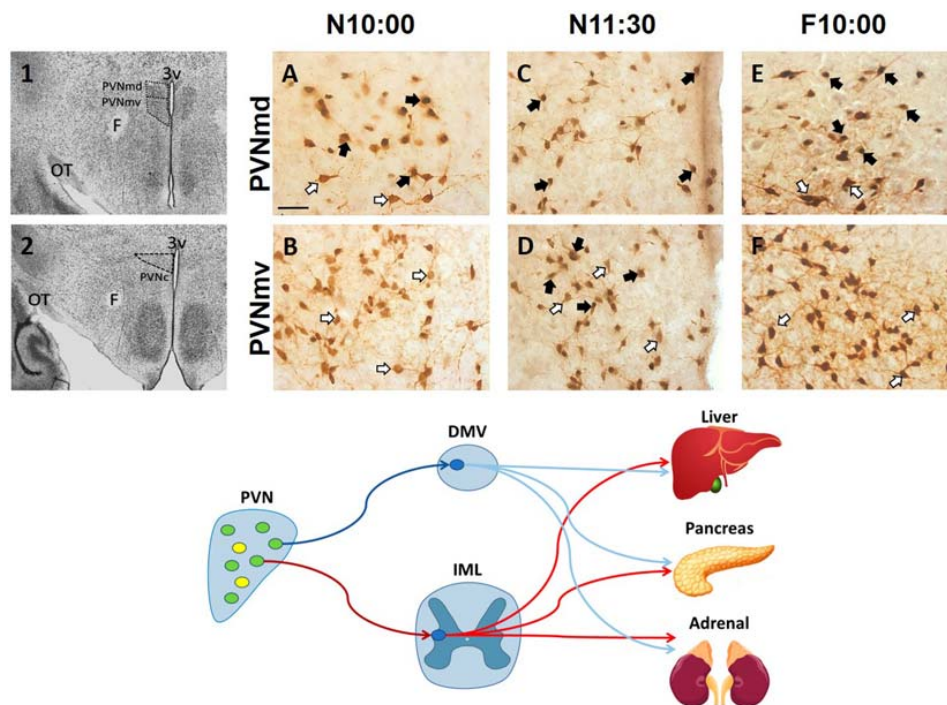 N10:00 N11:30 F10:00
1
3v
PVNmd
PVNmv
F
OT
PVNmd
A
C
E
2
3v
PVNc
F
OT
PVNmv
B
D
F
Liver
DMV
PVN
Pancreas
IML
Adrenal